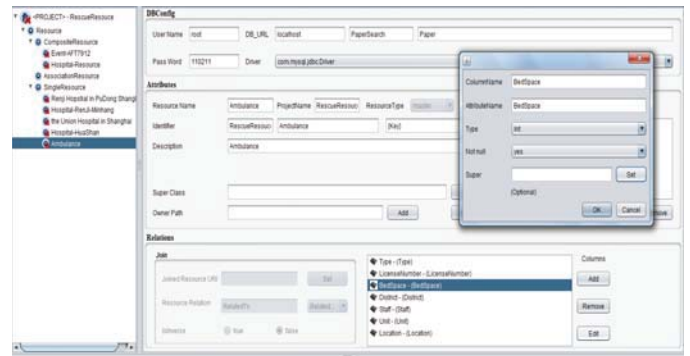 <PROJECT> - RescueResource
Resource
CompositeResource
Event-AFT7912
Hospital-Resource
AssociationResource
SingleResource
Renji Hospital in PuDong Shangh
Hospital-RenJi-Minhang
the Union Hospital in Shanghai
Hospital-HuaShan
Ambulance
DBConfig
User Name root DB_URL localhost PaperSearch Paper
Pass Word 110211 Driver com.mysql.jdbc.Driver
Attributes
Resource Name Ambulance ProjectName RescueResouc ResourceType
Identifier RescueResouc Ambulance [Key]
Description Ambulance
Super Class
Owner Path Add
Relations
Join
Joined Resource URI Set
Resource Relation RelatedTo Related...
Inherence true false
Type - (Type)
LicenseNumber - (LicenseNumber)
BedSpace - (BedSpace)
District - (District)
Staff - (Staff)
Unit - (Unit)
Location - (Location)
Columns
Add
Remove
Edit
ColumnName BedSpace
AttributeName BedSpace
Type int
Not null yes
Super Set
(Optional)
OK Cancel